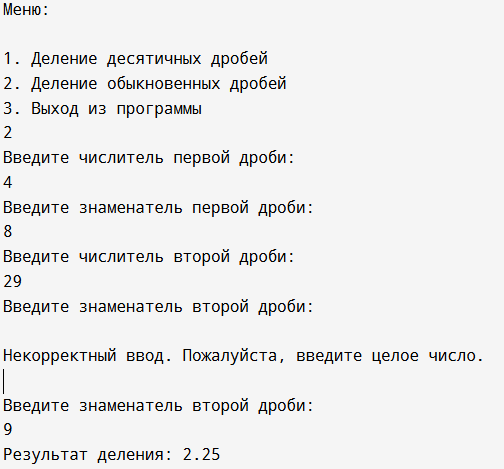 Меню:
1. Деление десятичных дробей
2. Деление обыкновенных дробей
3. Выход из программы
2
Введите числитель первой дроби:
4
Введите знаменатель первой дроби:
8
Введите числитель второй дроби:
29
Введите знаменатель второй дроби:
Некорректный ввод. Пожалуйста, введите целое число.
Введите знаменатель второй дроби:
9
Результат деления: 2.25